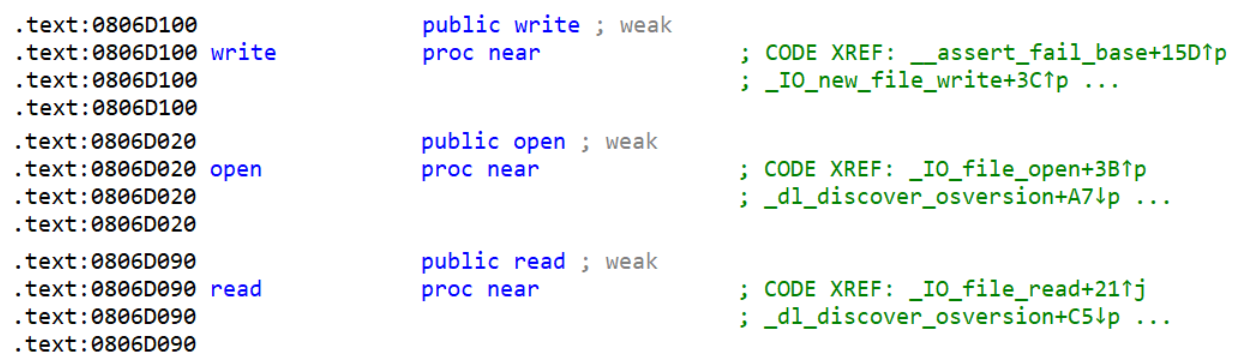 .text:0806D100 public write ; weak
.text:0806D100 write proc near ; CODE XREF: __assert_fail_base+15D↑p
.text:0806D100 ; _IO_new_file_write+3C↑p ...
.text:0806D100
.text:0806D020 public open ; weak
.text:0806D020 open proc near ; CODE XREF: _IO_file_open+3B↑p
.text:0806D020 ; _dl_discover_osversion+A7↓p ...
.text:0806D020
.text:0806D090 public read ; weak
.text:0806D090 read proc near ; CODE XREF: _IO_file_read+21↑j
.text:0806D090 ; _dl_discover_osversion+C5↓p ...
.text:0806D090